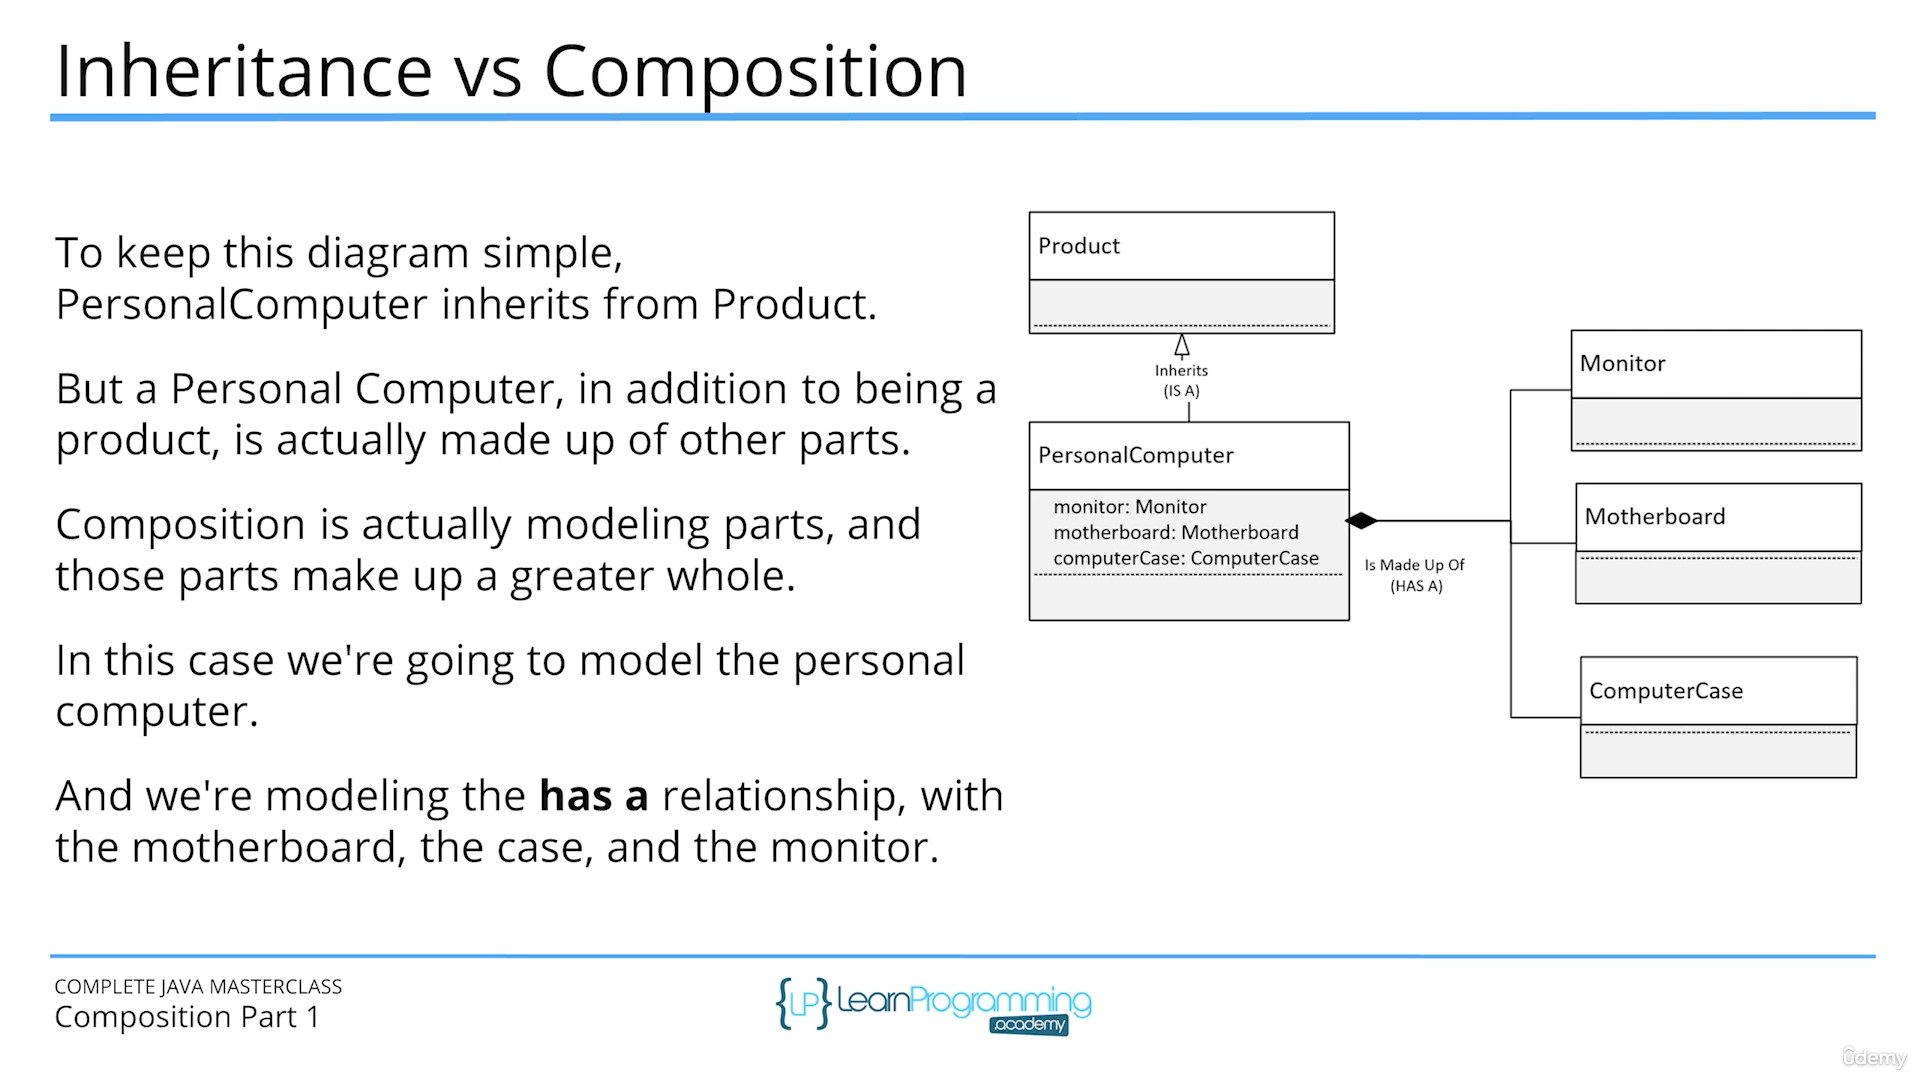 Inheritance vs Composition
To keep this diagram simple,
PersonalComputer inherits from Product.
But a Personal Computer, in addition to being a
product, is actually made up of other parts.
Composition is actually modeling parts, and
those parts make up a greater whole.
In this case we're going to model the personal
computer.
And we're modeling the has a relationship, with
the motherboard, the case, and the monitor.
Product
Inherits
(IS A)
PersonalComputer
monitor: Monitor
motherboard: Motherboard
computerCase: ComputerCase
Is Made Up Of
(HAS A)
Monitor
Motherboard
ComputerCase
COMPLETE JAVA MASTERCLASS
Composition Part 1
{LP} LearnProgramming
.academy
ûdemy